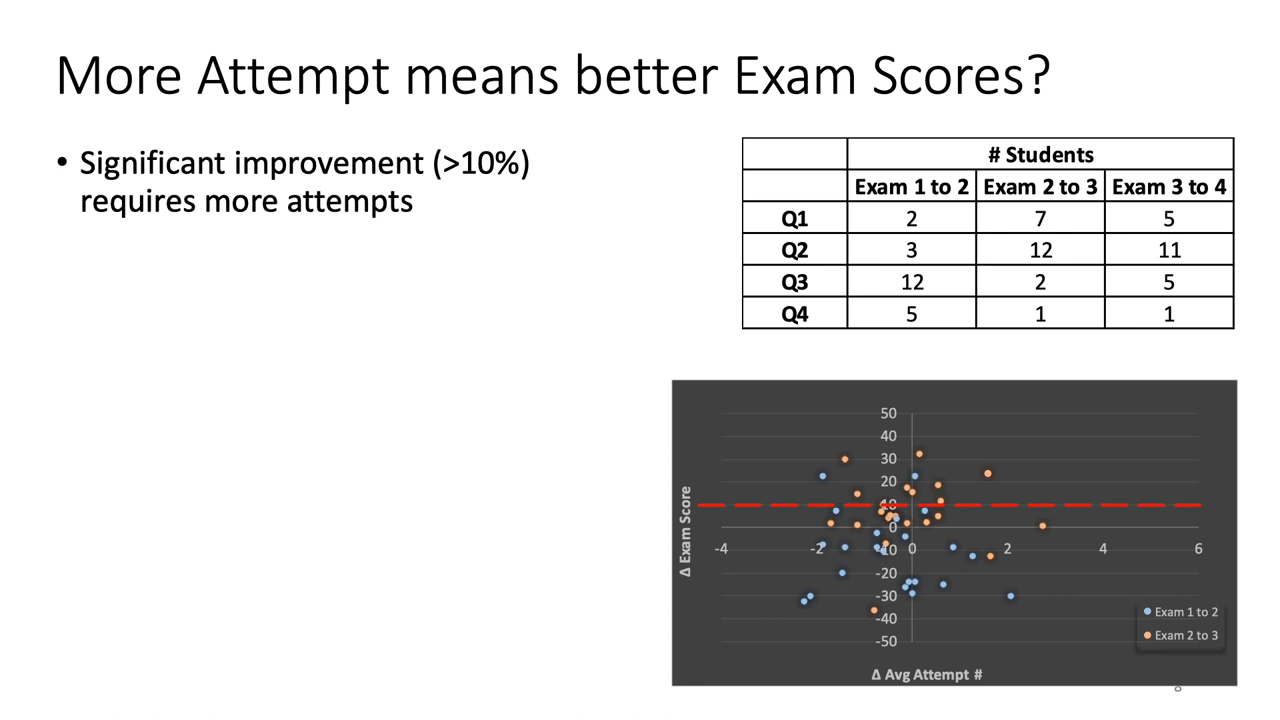 More Attempt means better Exam Scores?
• Significant improvement (>10%)
requires more attempts
# Students
Exam 1 to 2 Exam 2 to 3 Exam 3 to 4
Q1 2 7 5
Q2 3 12 11
Q3 12 2 5
Q4 5 1 1
50
40
30
20
10
0
-4 -2 -10 0 2 4 6
-20
-30
-40
-50
Δ Exam Score
Exam 1 to 2
Exam 2 to 3
Δ Avg Attempt #
8